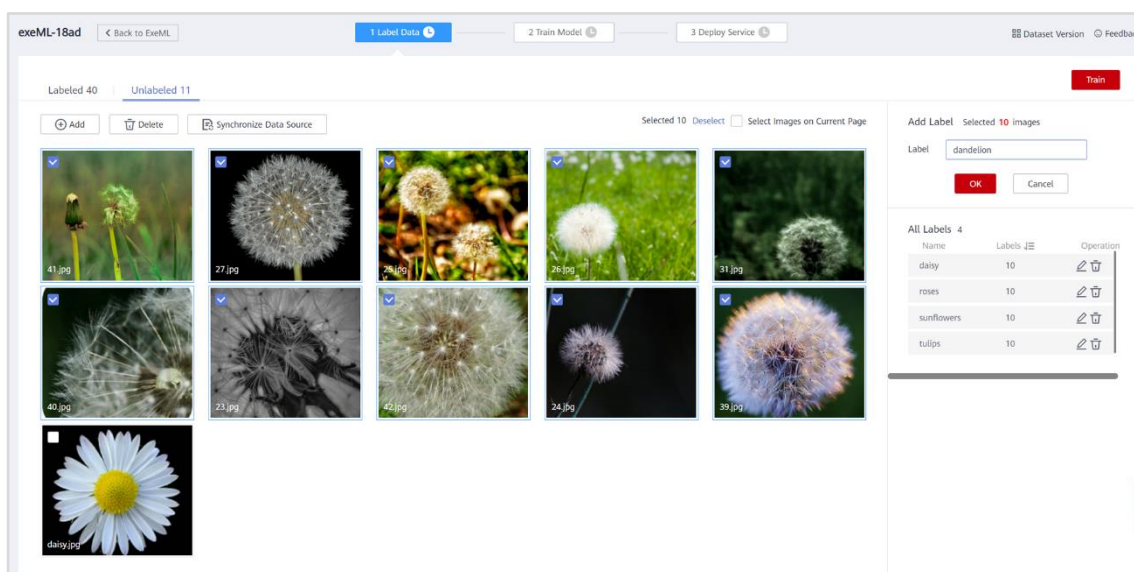 exeML-18ad < Back to ExeML 1 Label Data 2 Train Model 3 Deploy Service Dataset Version Feedba
Train
Labeled 40 Unlabeled 11
Add Delete Synchronize Data Source Selected 10 Deselect Select Images on Current Page
Add Label Selected 10 images
Label dandelion
OK Cancel
All Labels 4
Name Labels Operation
daisy 10
roses 10
sunflowers 10
tulips 10
41.jpg 27.jpg 25.jpg 26.jpg 31.jpg
40.jpg 23.jpg 42.jpg 24.jpg 39.jpg
daisy.jpg